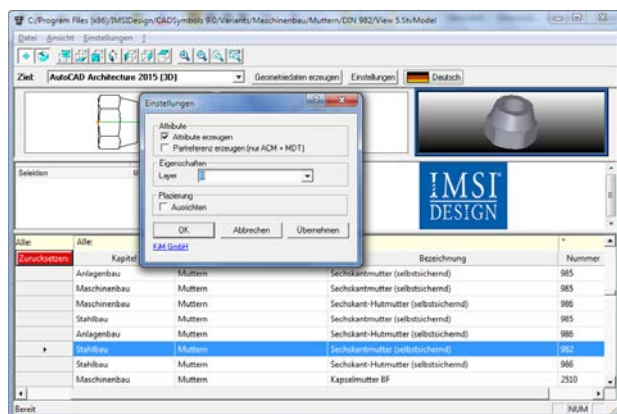 C:/Program Files (x86)/IMSIDesign/CADSymbols 9.0/Variants/Maschinenbau/Muttern/DIN 982/View 5.StvModel
Datei Ansicht Einstellungen ?
Ziel: AutoCAD Architecture 2015 (3D) Geometriedaten erzeugen Einstellungen Deutsch
Einstellungen
Attribute
Attribute erzeugen
Partreferenz erzeugen (nur ACM + MDT)
Eigenschaften
Layer 0
Plazierung
Ausrichten
OK Abbrechen Übernehmen
KiM GmbH
Selektion
IMSI
DESIGN
Alle: Alle: *
Zurücksetzen: Kapitel Bezeichnung Nummer
Anlagenbau Muttern Sechskantmutter (selbstsichernd) 985
Maschinenbau Muttern Sechskantmutter (selbstsichernd) 985
Maschinenbau Muttern Sechskant-Hutmutter (selbstsichernd) 986
Stahlbau Muttern Sechskantmutter (selbstsichernd) 985
Anlagenbau Muttern Sechskant-Hutmutter (selbstsichernd) 986
Stahlbau Muttern Sechskantmutter (selbstsichernd) 982
Stahlbau Muttern Sechskant-Hutmutter (selbstsichernd) 986
Maschinenbau Muttern Kapselmutter BF 2510
Bereit NUM